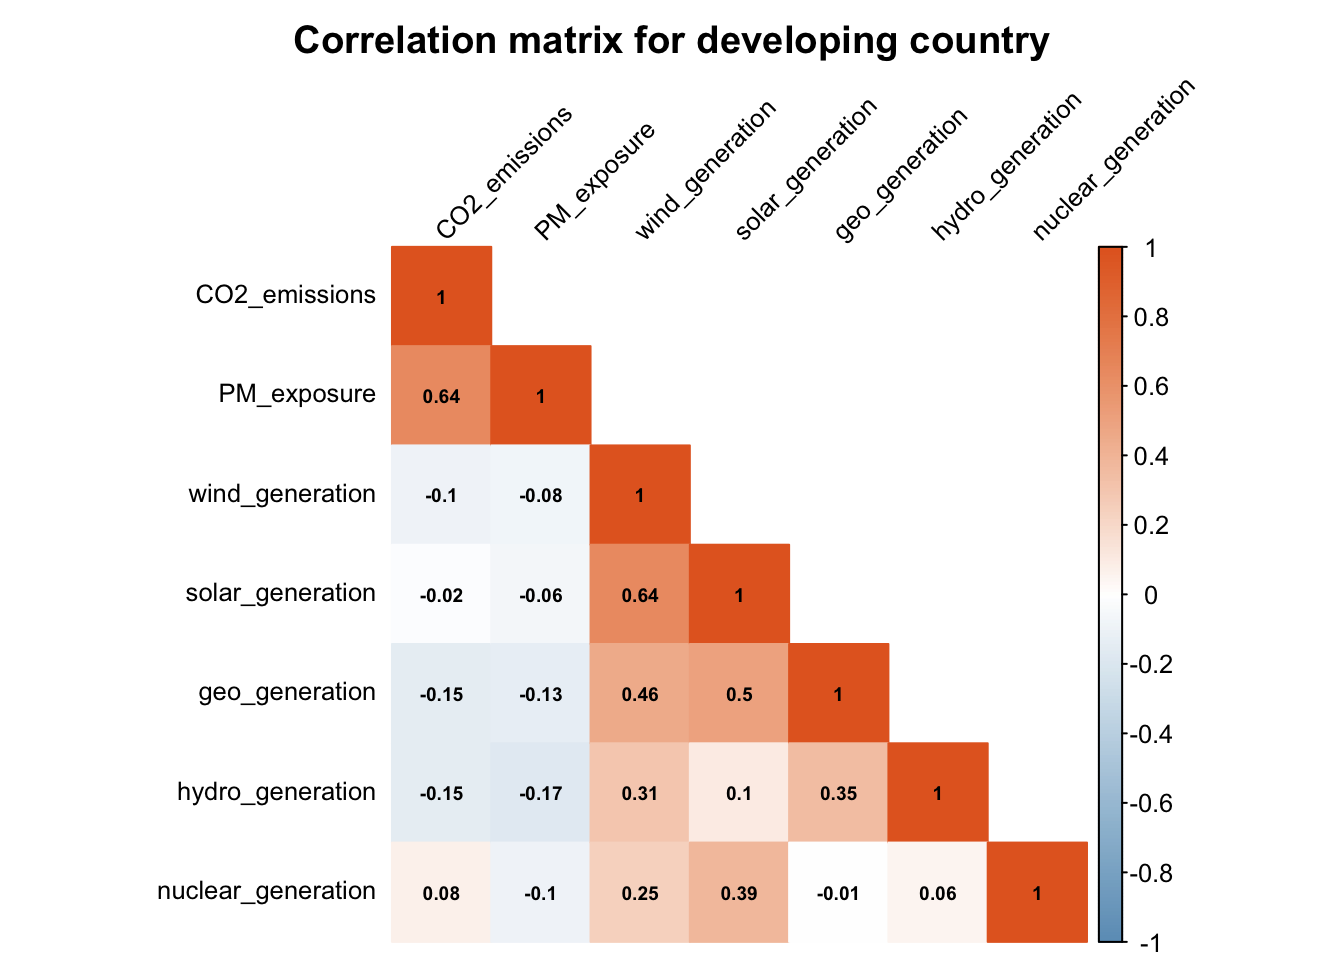 Correlation matrix for developing country
CO2_emissions
PM_exposure
wind_generation
solar_generation
geo_generation
hydro_generation
nuclear_generation
CO2_emissions 1
PM_exposure 0.64 1
wind_generation -0.1 -0.08 1
solar_generation -0.02 -0.06 0.64 1
geo_generation -0.15 -0.13 0.46 0.5 1
hydro_generation -0.15 -0.17 0.31 0.1 0.35 1
nuclear_generation 0.08 -0.1 0.25 0.39 -0.01 0.06 1
1
0.8
0.6
0.4
0.2
0
-0.2
-0.4
-0.6
-0.8
-1